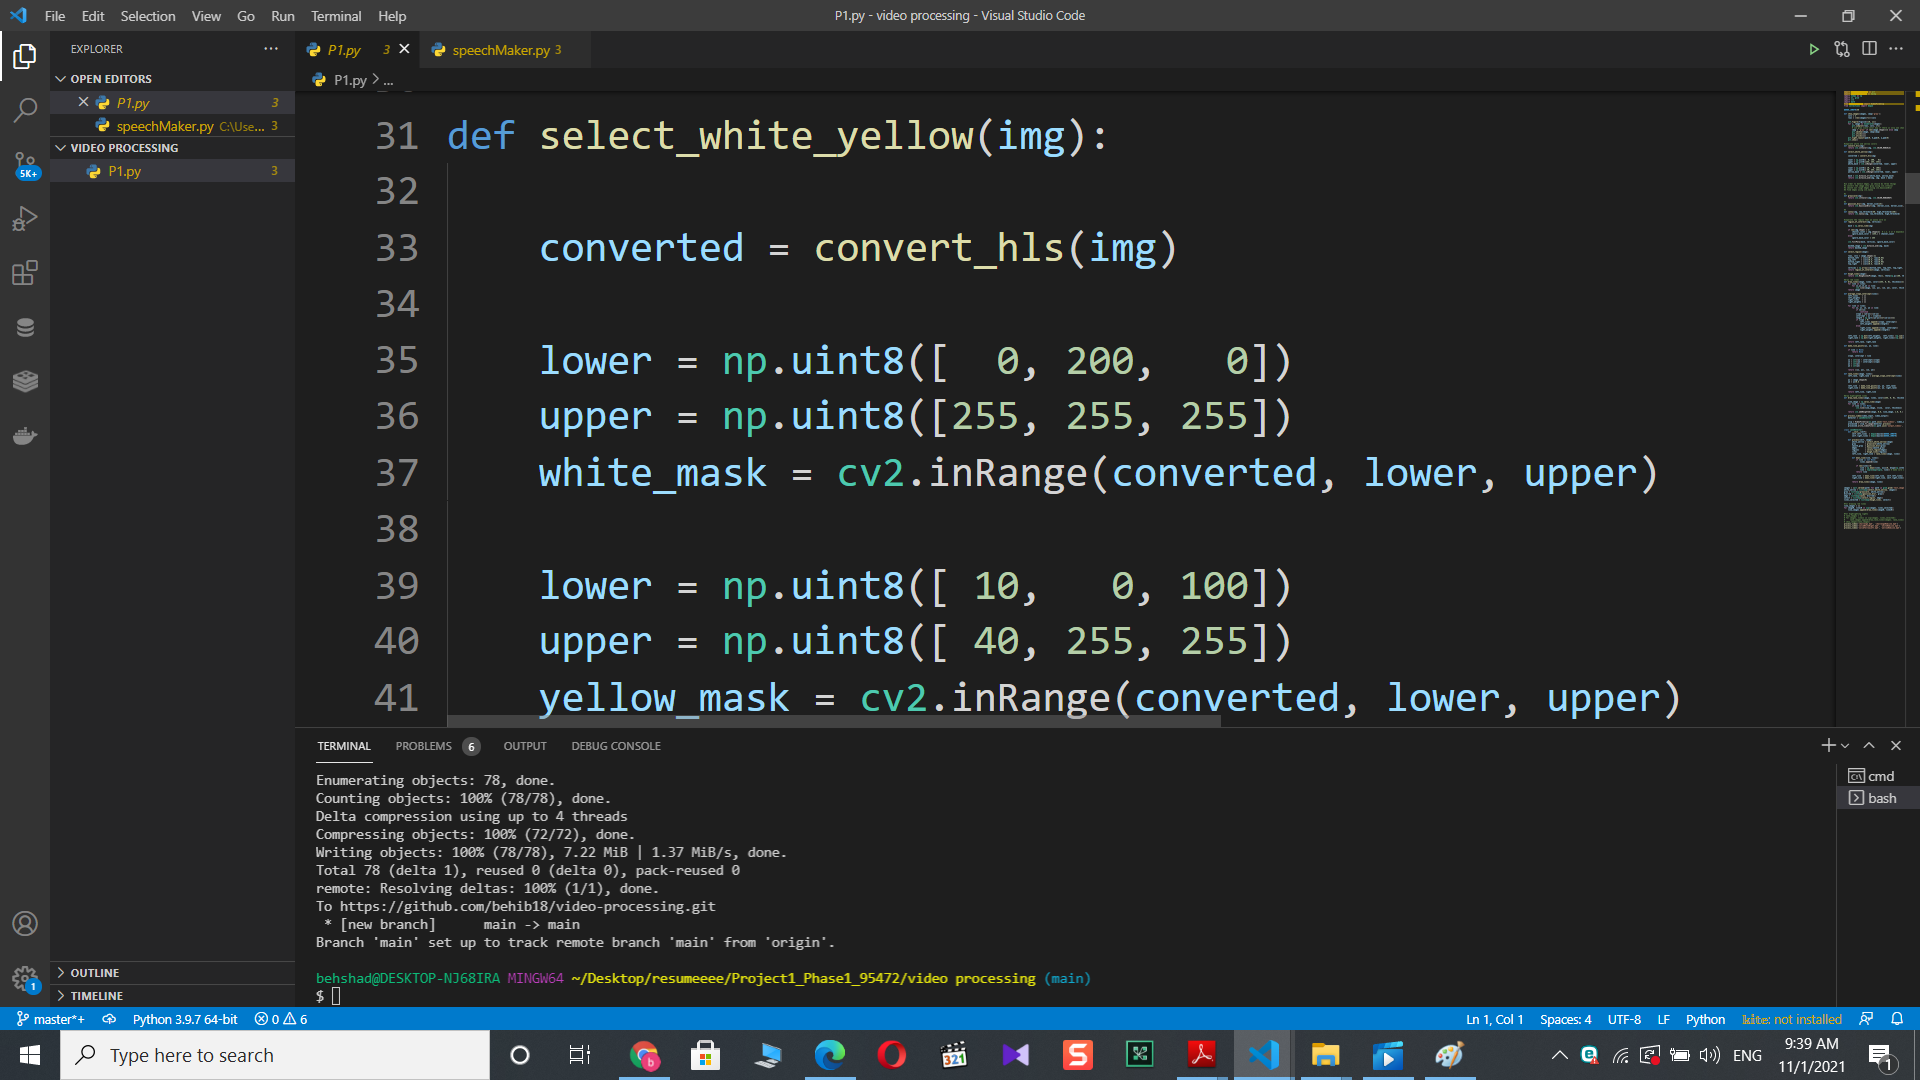 File Edit Selection View Go Run Terminal Help
P1.py - video processing - Visual Studio Code
EXPLORER
OPEN EDITORS
P1.py 3
speechMaker.py C:\Use... 3
VIDEO PROCESSING
P1.py 3
5K+
OUTLINE
TIMELINE
1
P1.py 3
speechMaker.py 3
P1.py > ...
31 def select_white_yellow(img):
32
33 converted = convert_hls(img)
34
35 lower = np.uint8([  0, 200,   0])
36 upper = np.uint8([255, 255, 255])
37 white_mask = cv2.inRange(converted, lower, upper)
38
39 lower = np.uint8([ 10,   0, 100])
40 upper = np.uint8([ 40, 255, 255])
41 yellow_mask = cv2.inRange(converted, lower, upper)
TERMINAL PROBLEMS 6 OUTPUT DEBUG CONSOLE
Enumerating objects: 78, done.
Counting objects: 100% (78/78), done.
Delta compression using up to 4 threads
Compressing objects: 100% (72/72), done.
Writing objects: 100% (78/78), 7.22 MiB | 1.37 MiB/s, done.
Total 78 (delta 1), reused 0 (delta 0), pack-reused 0
remote: Resolving deltas: 100% (1/1), done.
To https://github.com/behib18/video-processing.git
 * [new branch]      main -> main
Branch 'main' set up to track remote branch 'main' from 'origin'.
behshad@DESKTOP-NJ68IRA MINGW64 ~/Desktop/resumeeee/Project1_Phase1_95472/video processing (main)
$
cmd
bash
master*+ Python 3.9.7 64-bit 0 6
Ln 1, Col 1 Spaces: 4 UTF-8 LF Python kite: not installed
Type here to search
321
ENG
9:39 AM
11/1/2021
1